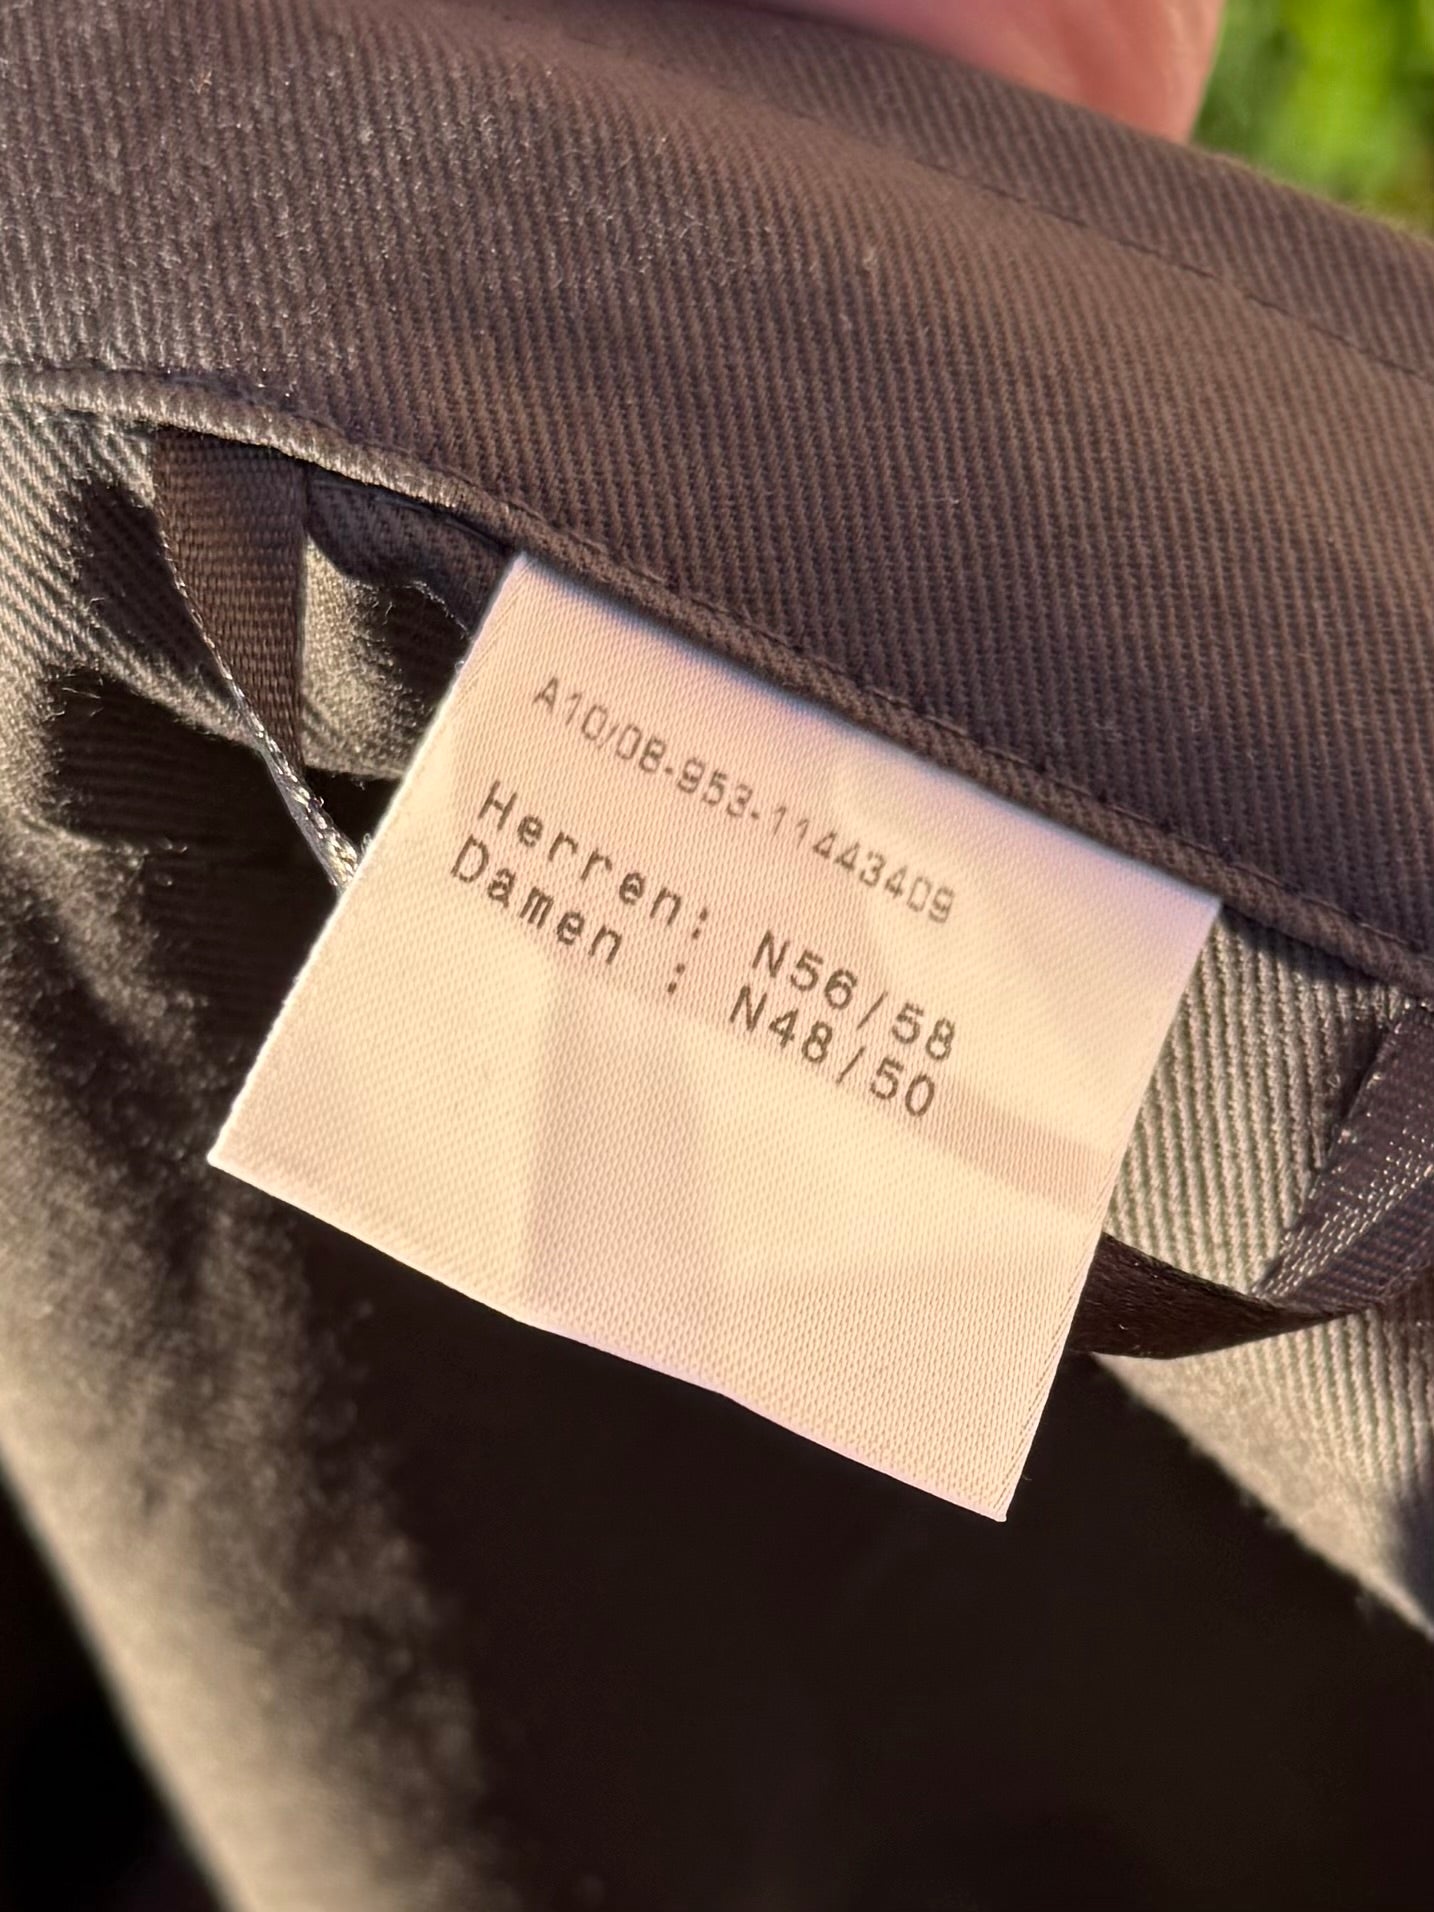 A10/08-953-11443409
Herren: N56/58
Damen : N48/50